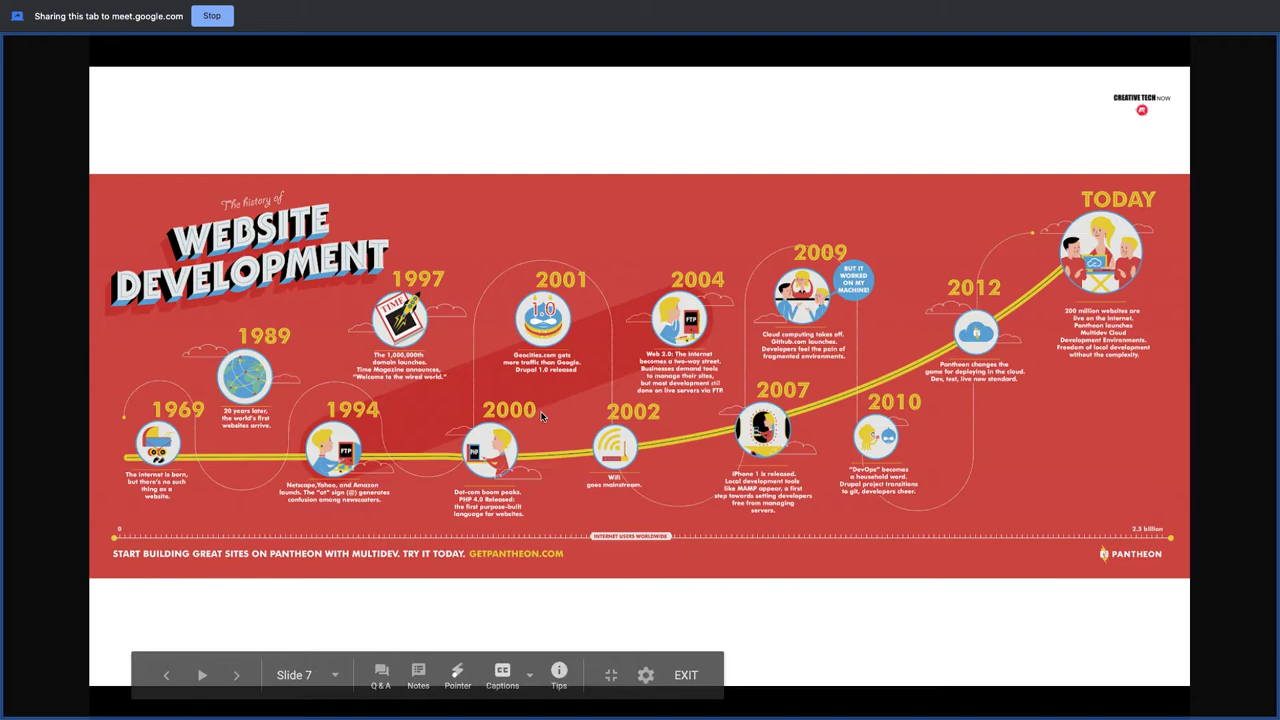 Sharing this tab to meet.google.com
Stop
CREATIVE TECH NOW
The history of
WEBSITE
DEVELOPMENT
1969
The internet is born,
but there's no such
thing as a
website.
1989
20 years later,
the world's first
websites arrive.
1994
FTP
Netscape,Yahoo, and Amazon
launch. The "at" sign (@) generates
confusion among newscasters.
1997
TIME
The 1,000,000th
domain launches.
Time Magazine announces,
"Welcome to the wired world."
2000
PHP
Dot-com boom peaks.
PHP 4.0 Released:
the first purpose-built
language for websites.
2001
1.0
Geocities.com gets
more traffic than Google.
Drupal 1.0 released
2002
Wifi
goes mainstream.
2004
FTP
Web 2.0: The internet
becomes a two-way street.
Businesses demand tools
to manage their sites,
but most development still
done on live servers via FTP.
2007
iPhone 1 is released.
Local development tools
like MAMP appear, a first
step towards setting developers
free from managing
servers.
2009
BUT IT
WORKED
ON MY
MACHINE!
Cloud computing takes off.
Github.com launches.
Developers feel the pain of
fragmented environments.
2010
"DevOps" becomes
a household word.
Drupal project transitions
to git, developers cheer.
2012
Pantheon changes the
game for deploying in the cloud.
Dev, test, live now standard.
TODAY
200 million websites are
live on the internet.
Pantheon launches
Multidev Cloud
Development Environments.
Freedom of local development
without the complexity.
0
INTERNET USERS WORLDWIDE
2.5 billion
START BUILDING GREAT SITES ON PANTHEON WITH MULTIDEV. TRY IT TODAY. GETPANTHEON.COM
PANTHEON
Slide 7
Q & A
Notes
Pointer
Captions
Tips
EXIT